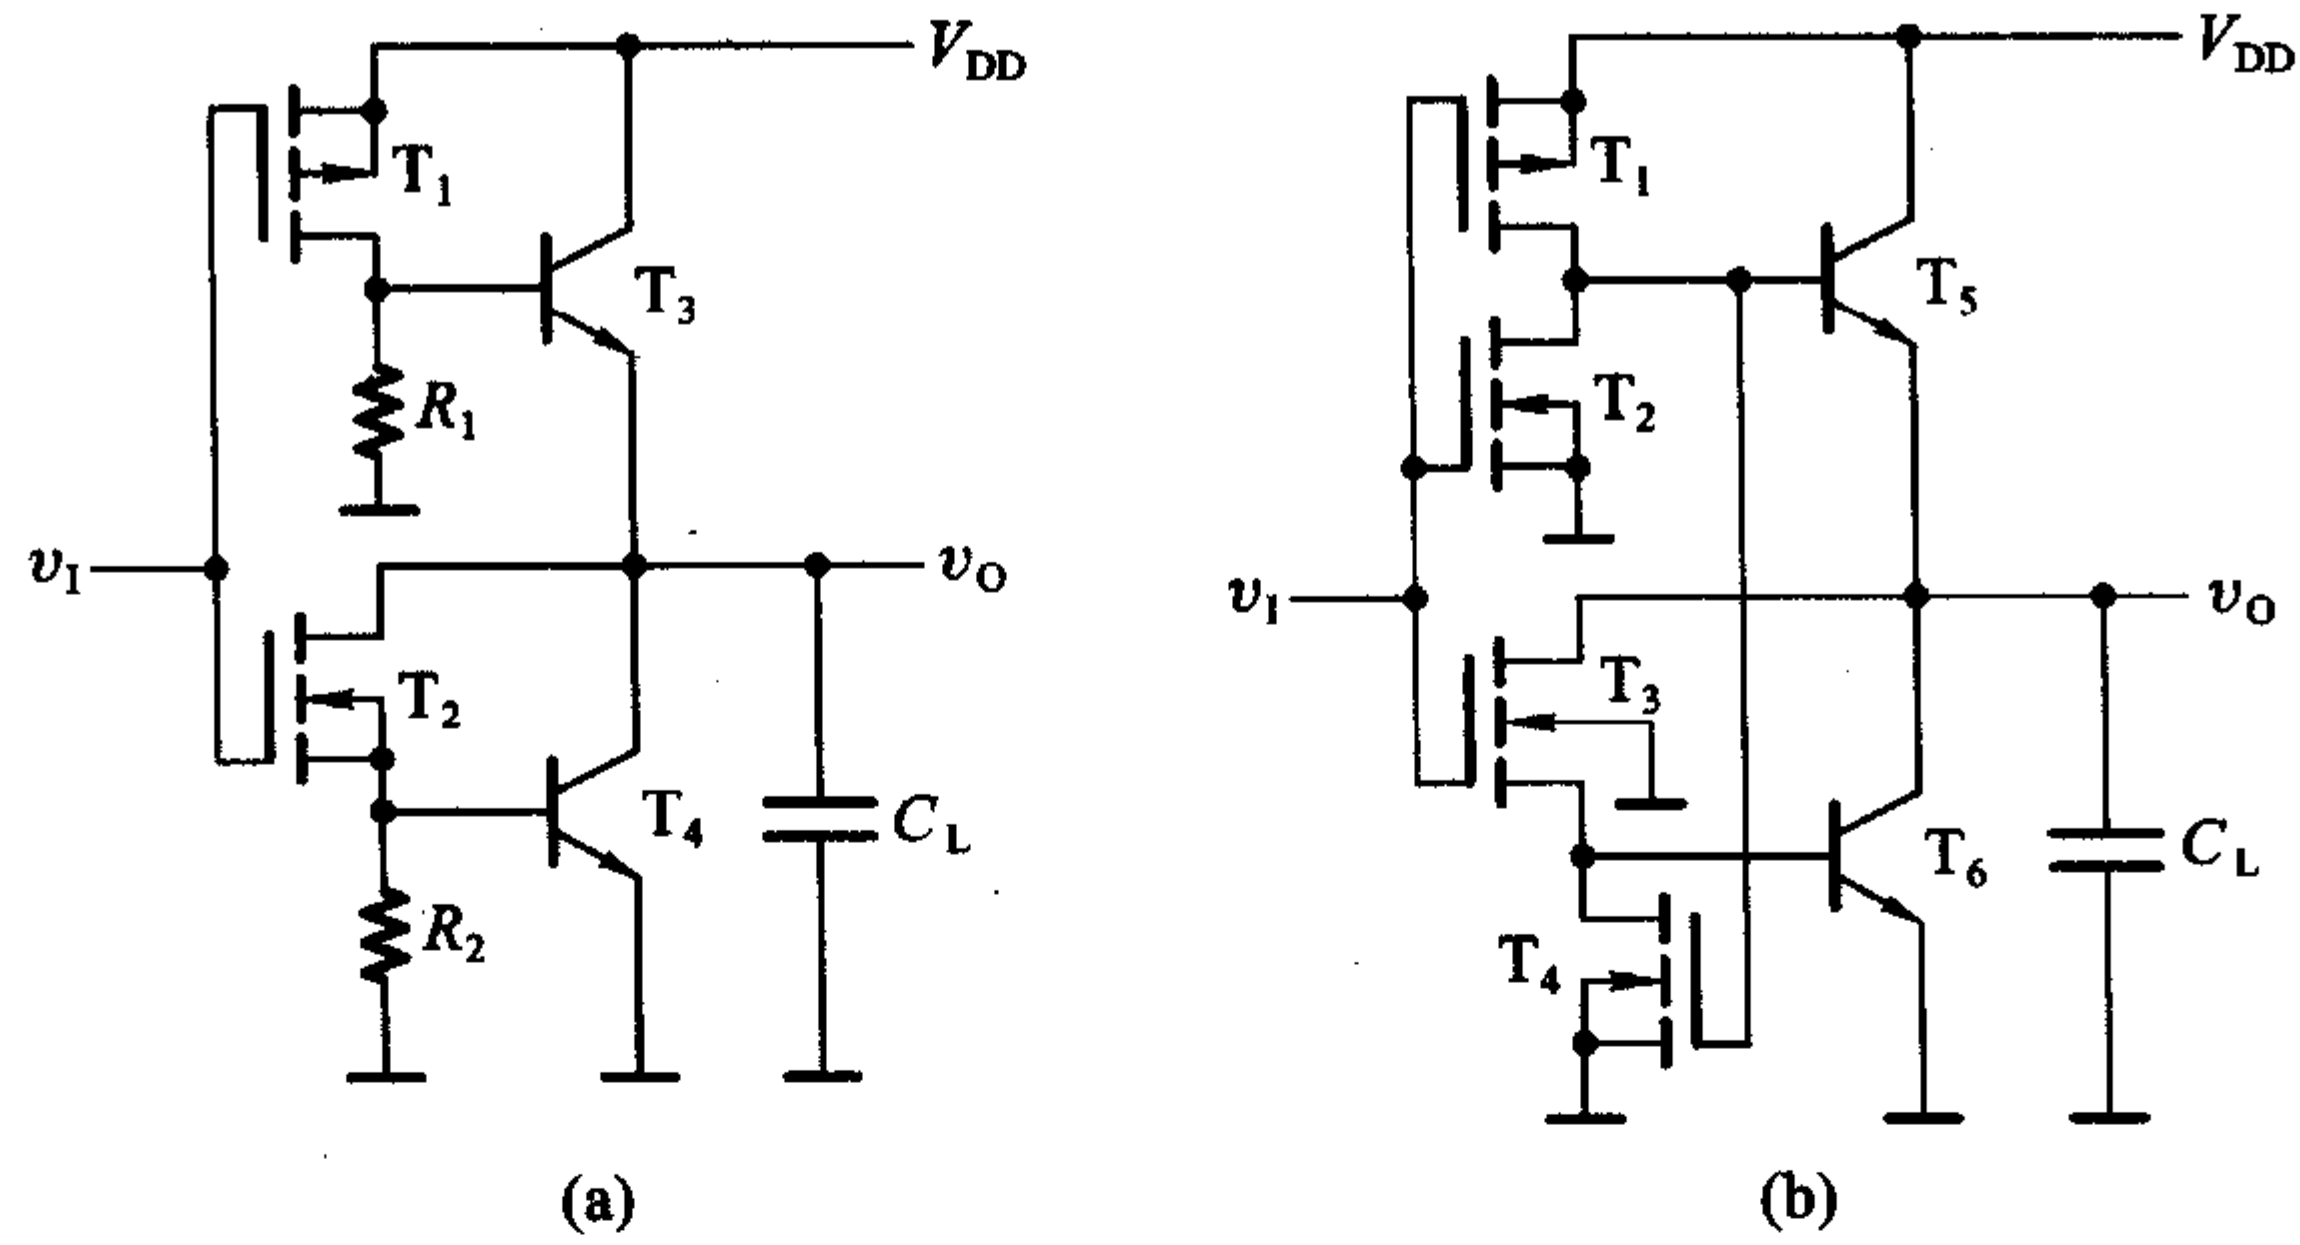 V_DD
T_1
T_3
R_1
v_I
v_O
T_2
T_4
C_L
R_2
(a)
V_DD
T_1
T_5
T_2
v_I
v_O
T_3
T_6
C_L
T_4
(b)